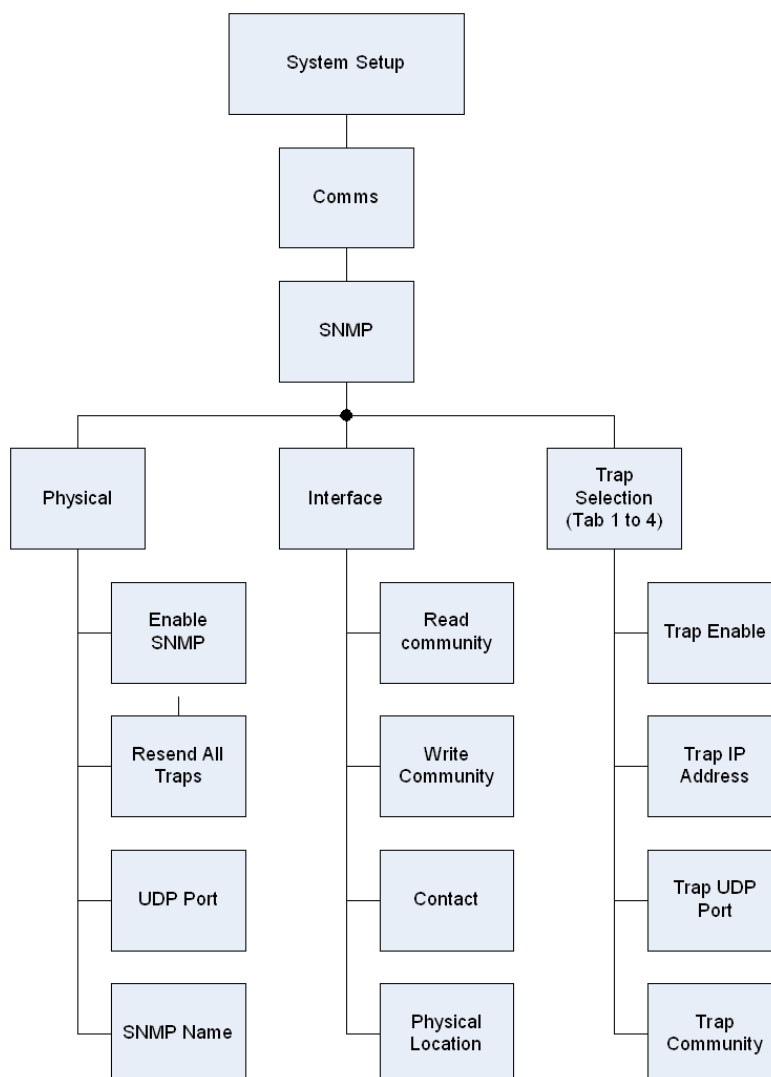 System Setup
Comms
SNMP
Physical
Interface
Trap
Selection
(Tab 1 to 4)
Enable
SNMP
Read
community
Trap Enable
Resend All
Traps
Write
Community
Trap IP
Address
UDP Port
Contact
Trap UDP
Port
SNMP Name
Physical
Location
Trap
Community